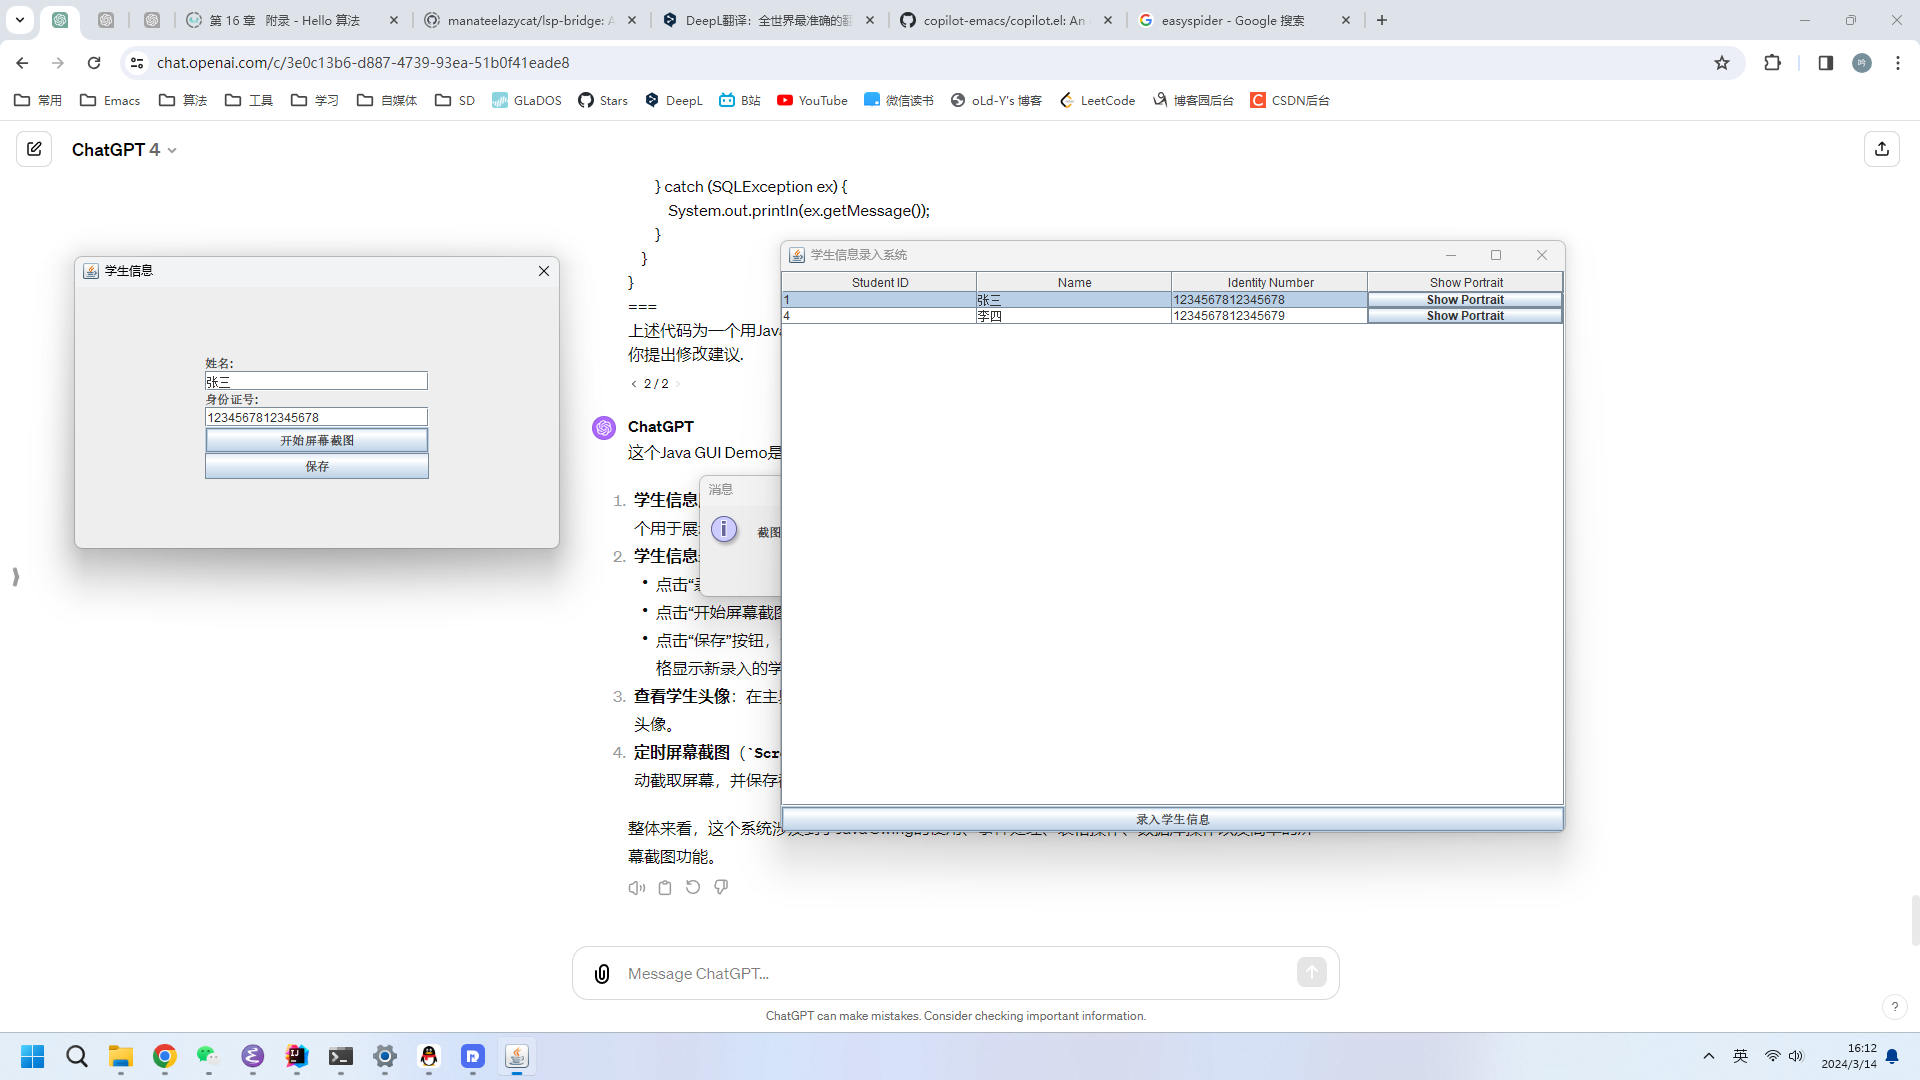 第 16 章 附录 - Hello 算法
manateelazycat/lsp-bridge: A
DeepL翻译：全世界最准确的翻
copilot-emacs/copilot.el: An
easyspider - Google 搜索
chat.openai.com/c/3e0c13b6-d887-4739-93ea-51b0f41eade8
常用
Emacs
算法
工具
学习
自媒体
SD
GLaDOS
Stars
DeepL
B站
YouTube
微信读书
oLd-Y's 博客
LeetCode
博客园后台
CSDN后台
ChatGPT 4
} catch (SQLException ex) {
System.out.println(ex.getMessage());
}
}
}
===
上述代码为一个用Java
你提出修改建议.
2 / 2
ChatGPT
这个Java GUI Demo是
1. 学生信息
个用于展
2. 学生信息
• 点击“
• 点击“开始屏幕截图
• 点击“保存”按钮，
格显示新录入的学
3. 查看学生头像：在主
头像。
4. 定时屏幕截图（`Scr
动截取屏幕，并保存
整体来看，这个系统
幕截图功能。
Message ChatGPT...
ChatGPT can make mistakes. Consider checking important information.
?
学生信息
姓名:
张三
身份证号:
1234567812345678
开始屏幕截图
保存
消息
截图
学生信息录入系统
Student ID Name Identity Number Show Portrait
1 张三 1234567812345678 Show Portrait
4 李四 1234567812345679 Show Portrait
录入学生信息
英
16:12
2024/3/14